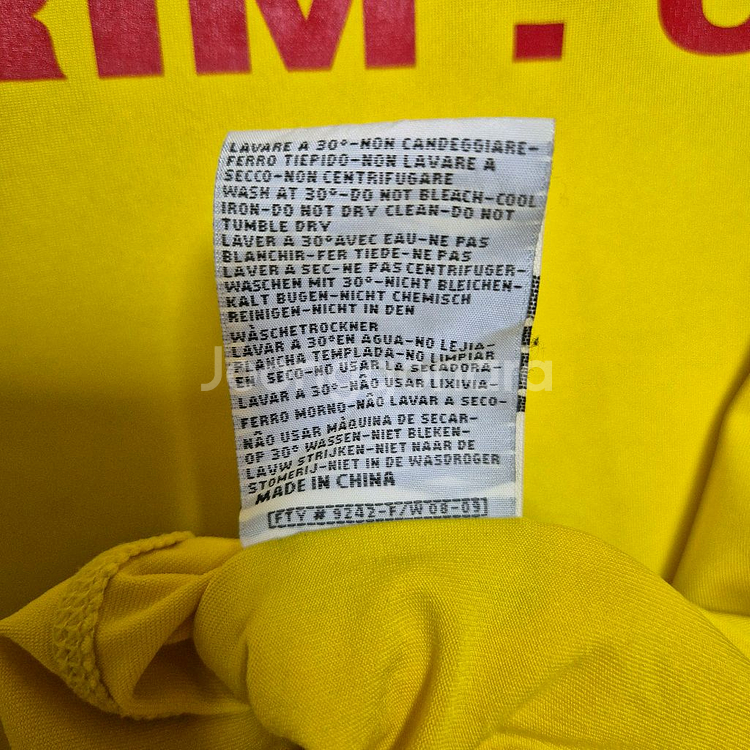 RIM
LAVARE A 30°-NON CANDEGGIARE-
FERRO TIEPIDO-NON LAVARE A
SECCO-NON CENTRIFUGARE
WASH AT 30°-DO NOT BLEACH-COOL
IRON-DO NOT DRY CLEAN-DO NOT
TUMBLE DRY
LAVER A 30°AVEC EAU-NE PAS
BLANCHIR-FER TIEDE-NE PAS
LAVER A SEC-NE PAS CENTRIFUGER-
WASCHEN MIT 30°-NICHT BLEICHEN-
KALT BUGEN-NICHT CHEMISCH
REINIGEN-NICHT IN DEN
WÀSCHETROCKNER
LAVAR A 30°EN AGUA-NO LEJIA-
PLANCHA TEMPLADA-NO LIMPIAR
EN SECO-NO USAR LA SECADORA-
LAVAR A 30°-NÃO USAR LIXIVIA-
FERRO MORNO-NÃO LAVAR A SECO-
NÃO USAR MÀQUINA DE SECAR-
OP 30° WASSEN-NIET BLEKEN-
LAUW STRIJKEN-NIET NAAR DE
STOMERIJ-NIET IN DE WASDROGER
MADE IN CHINA
FTY # 9242-F/W 08-09